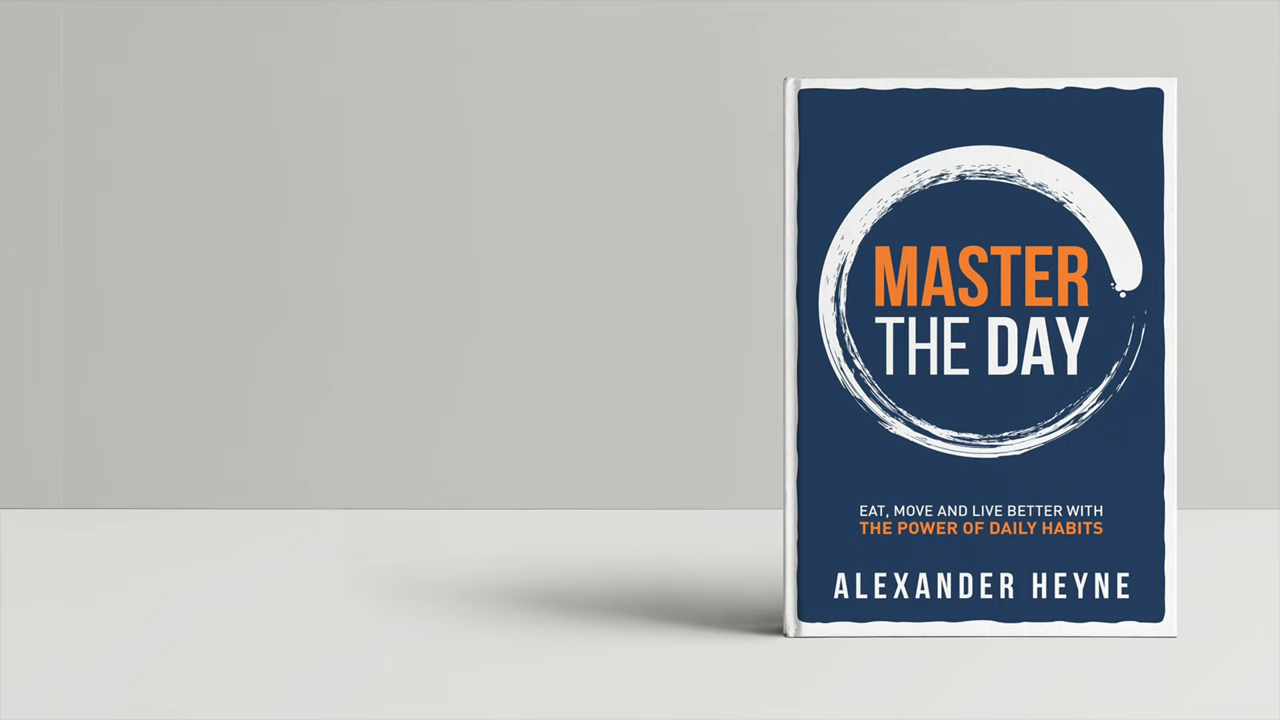 MASTER
THE DAY
EAT, MOVE AND LIVE BETTER WITH
THE POWER OF DAILY HABITS
ALEXANDER HEYNE